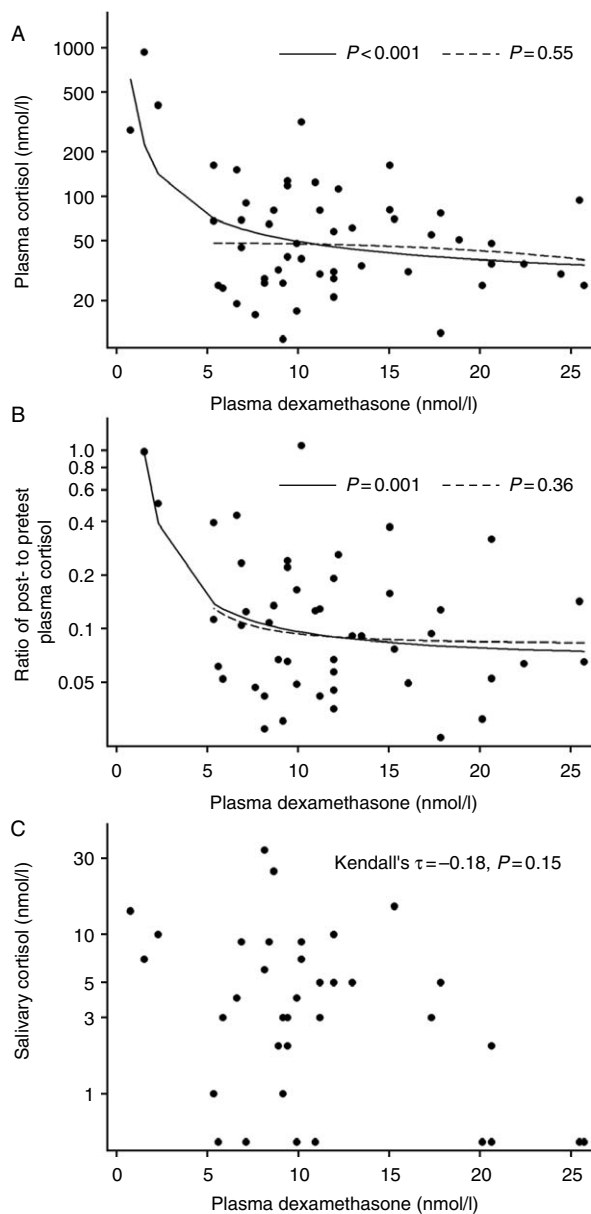 A
P<0.001
P=0.55
Plasma cortisol (nmol/l)
1000
500
200
100
50
20
0 5 10 15 20 25
Plasma dexamethasone (nmol/l)
B
P=0.001
P=0.36
Ratio of post- to pretest
plasma cortisol
1.0
0.8
0.6
0.4
0.2
0.1
0.05
0 5 10 15 20 25
Plasma dexamethasone (nmol/l)
C
Kendall's τ=−0.18, P=0.15
Salivary cortisol (nmol/l)
30
10
5
3
1
0 5 10 15 20 25
Plasma dexamethasone (nmol/l)